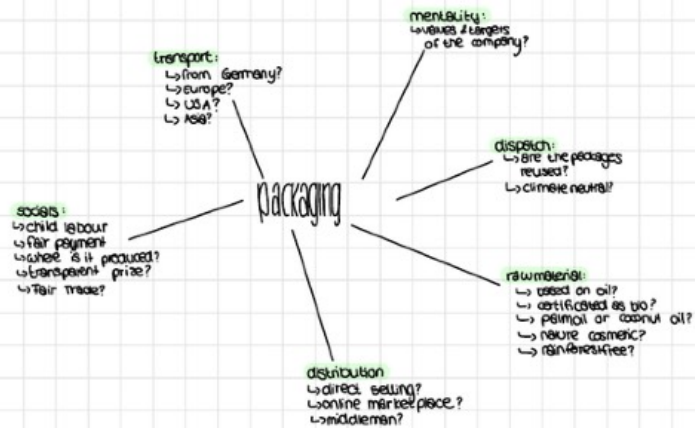 mentality:
↳ values & targets
of the company?
transport:
↳ from Germany?
↳ Europe?
↳ USA?
↳ Asia?
dispatch:
↳ are the packages
reused?
↳ climate neutral?
packaging
socials:
↳ child labour
↳ fair payment
↳ where is it produced?
↳ transparent prize?
↳ Fair Trade?
raw material:
↳ based on oil?
↳ certificated as bio?
↳ palmoil or coconut oil?
↳ nature cosmetic?
↳ rainforestfree?
distribution
↳ direct selling?
↳ online marketplace?
↳ middleman?